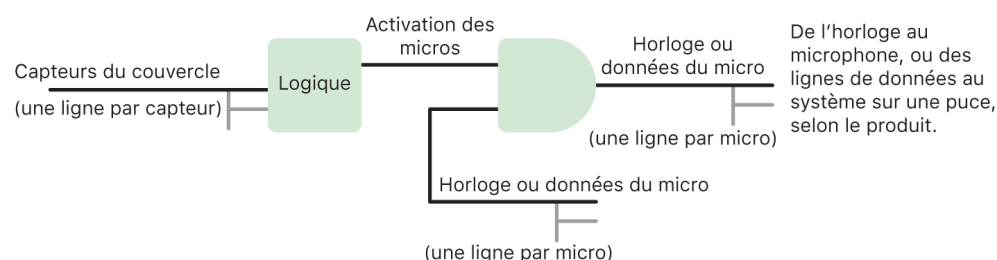 Capteurs du couvercle
(une ligne par capteur)
Logique
Activation des
micros
Horloge ou
données du micro
(une ligne par micro)
De l’horloge au
microphone, ou des
lignes de données au
système sur une puce,
selon le produit.
Horloge ou données du micro
(une ligne par micro)